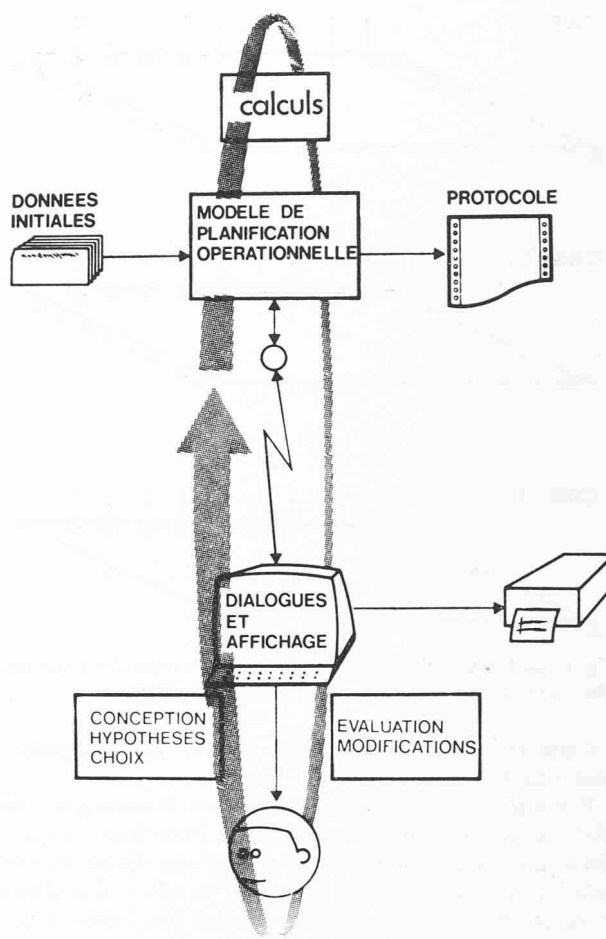 calculs
DONNEES
INITIALES
MODELE DE
PLANIFICATION
OPERATIONNELLE
PROTOCOLE
DIALOGUES
ET
AFFICHAGE
CONCEPTION
HYPOTHESES
CHOIX
EVALUATION
MODIFICATIONS